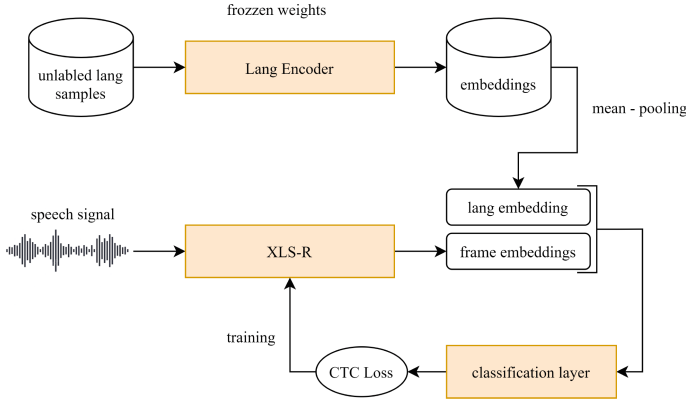 frozzen weights
unlabled lang
samples
Lang Encoder
embeddings
mean - pooling
speech signal
lang embedding
XLS-R
frame embeddings
training
CTC Loss
classification layer